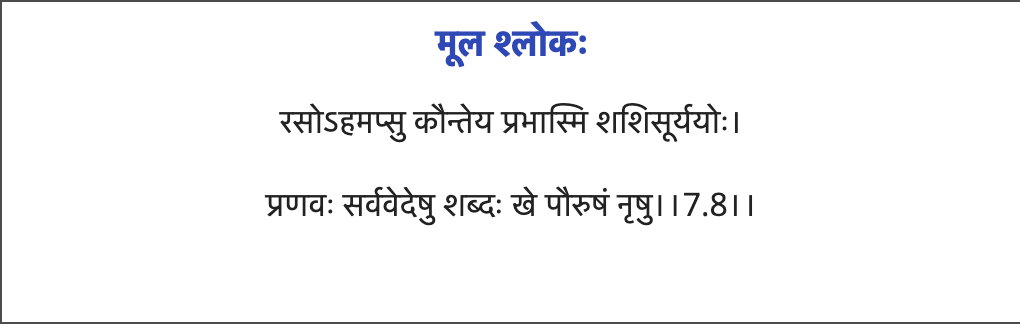 मूल श्लोकः
रसोऽहमप्सु कौन्तेय प्रभास्मि शशिसूर्ययोः।
प्रणवः सर्ववेदेषु शब्दः खे पौरुषं नृषु।।7.8।।